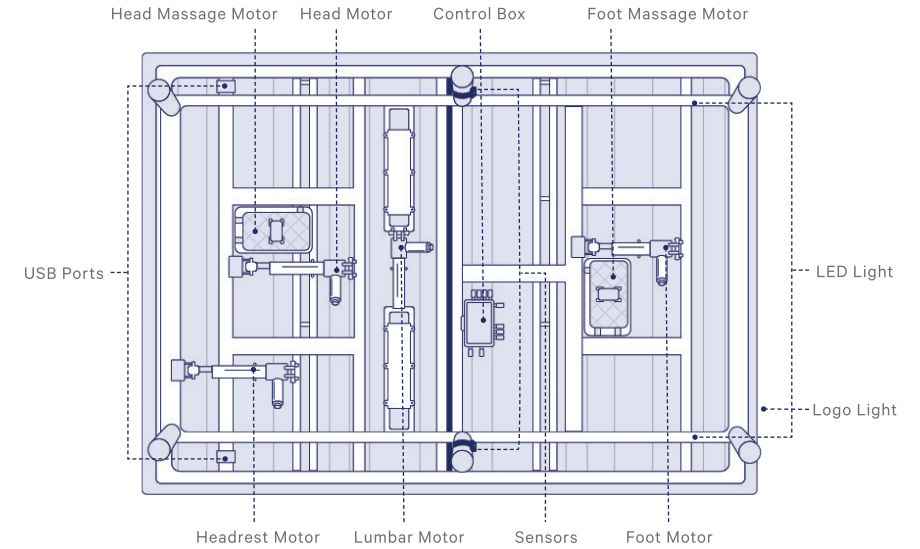 Head Massage Motor
Head Motor
Control Box
Foot Massage Motor
USB Ports
LED Light
Logo Light
Headrest Motor
Lumbar Motor
Sensors
Foot Motor